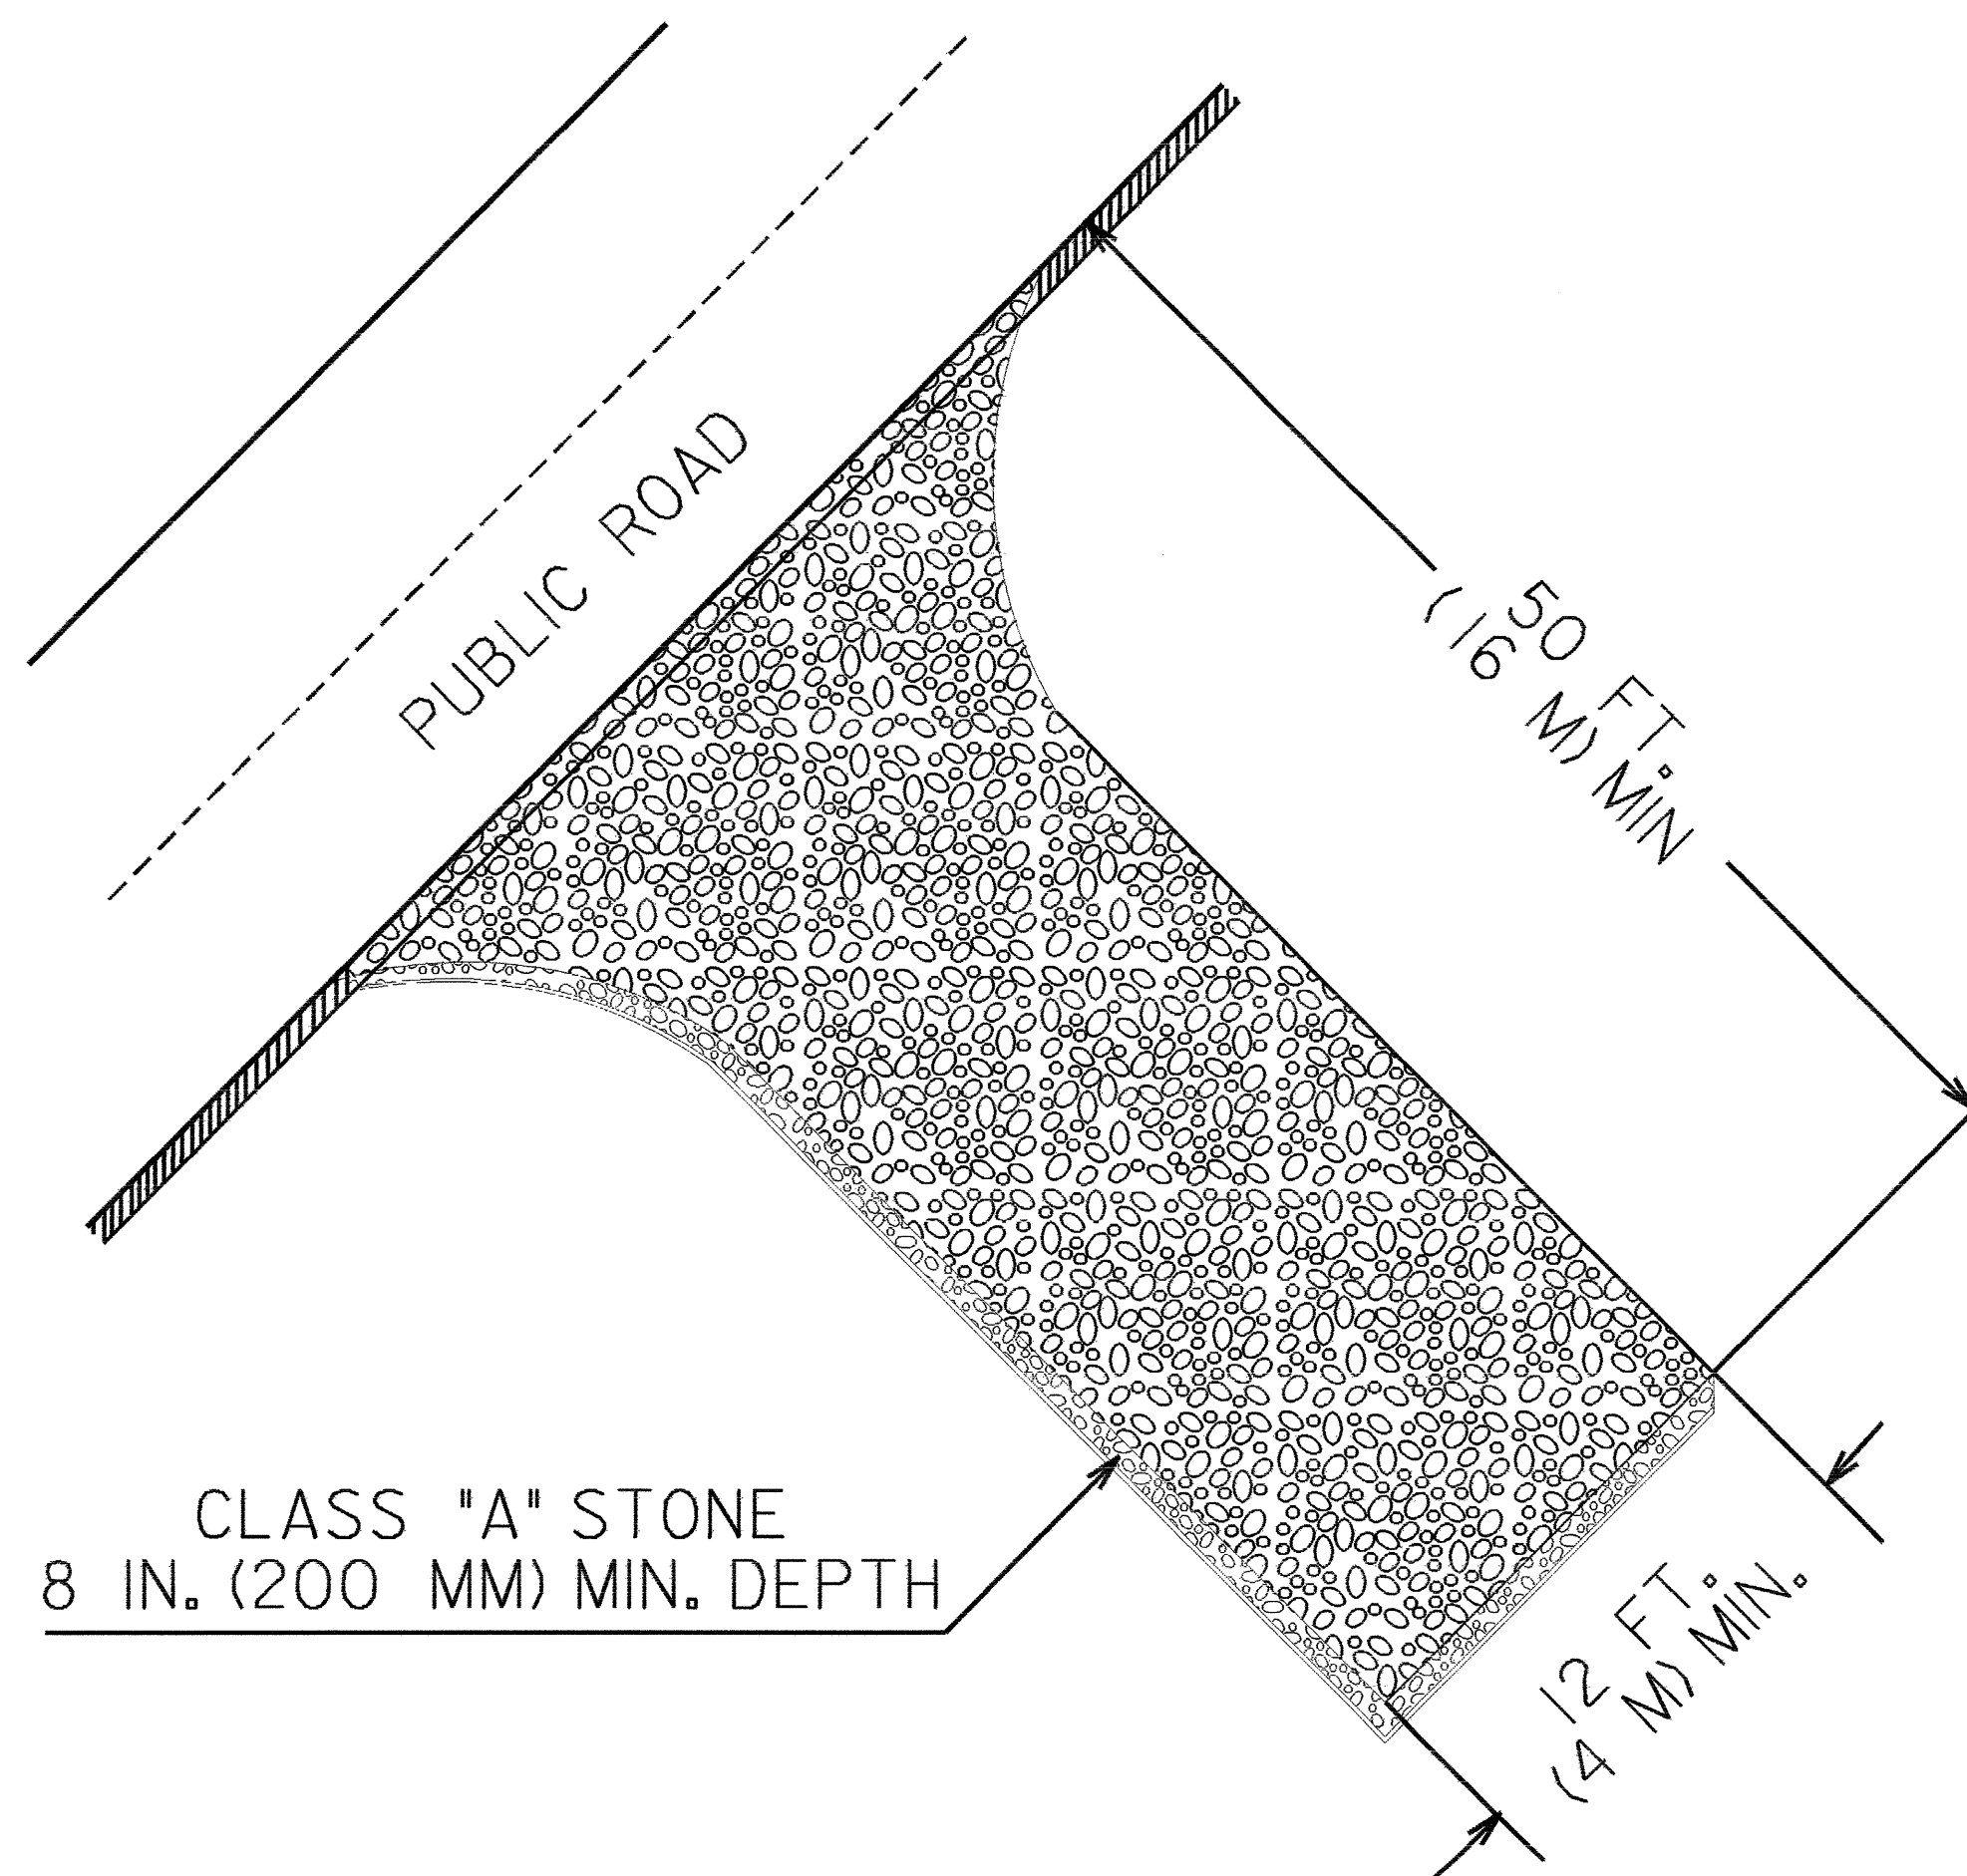 PUBLIC ROAD
50 FT.
(16 M) MIN
CLASS "A" STONE
8 IN. (200 MM) MIN. DEPTH
12 FT.
(4 M) MIN.